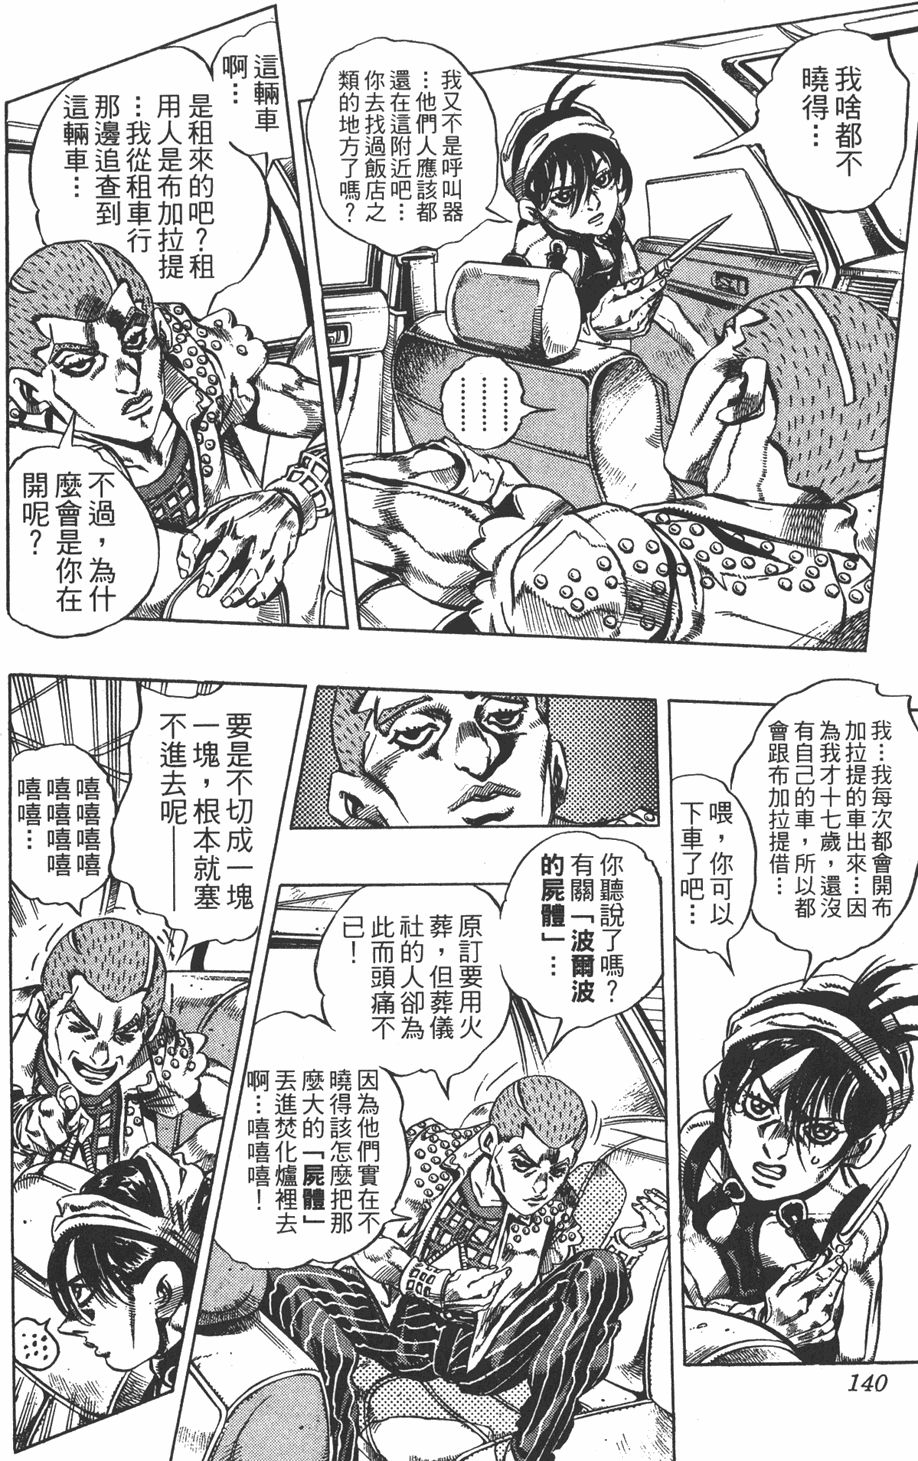 我啥都不
曉得…
我又不是呼叫器
…他們人應該都
還在這附近吧…
你去找過飯店之
類的地方了嗎？
………
………
這輛車
啊…
是租來的吧？租
用人是布加拉提
…我從租車行
那邊追查到
這輛車…
不過，為什
麼會是你在
開呢？
我…我每次都會開布
加拉提的車出來…因
為我才十七歲，還沒
有自己的車，所以都
會跟布加拉提借…
喂，你可以
下車了吧…
你聽說了嗎？
有關「波爾波
的屍體」…
原訂要用火
葬，但葬儀
社的人卻為
此而頭痛不
已！
因為他們實在不
曉得該怎麼把那
麼大的「屍體」
丟進焚化爐裡去
啊…嘻嘻嘻！
要是不切成一塊
一塊，根本就塞
不進去呢——
嘻嘻嘻嘻
嘻嘻嘻嘻
嘻嘻…
……
……
140